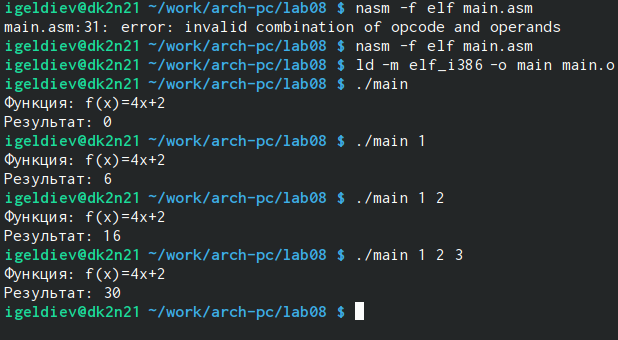 igeldiev@dk2n21 ~/work/arch-pc/lab08 $ nasm -f elf main.asm
main.asm:31: error: invalid combination of opcode and operands
igeldiev@dk2n21 ~/work/arch-pc/lab08 $ nasm -f elf main.asm
igeldiev@dk2n21 ~/work/arch-pc/lab08 $ ld -m elf_i386 -o main main.o
igeldiev@dk2n21 ~/work/arch-pc/lab08 $ ./main
Функция: f(x)=4x+2
Результат: 0
igeldiev@dk2n21 ~/work/arch-pc/lab08 $ ./main 1
Функция: f(x)=4x+2
Результат: 6
igeldiev@dk2n21 ~/work/arch-pc/lab08 $ ./main 1 2
Функция: f(x)=4x+2
Результат: 16
igeldiev@dk2n21 ~/work/arch-pc/lab08 $ ./main 1 2 3
Функция: f(x)=4x+2
Результат: 30
igeldiev@dk2n21 ~/work/arch-pc/lab08 $